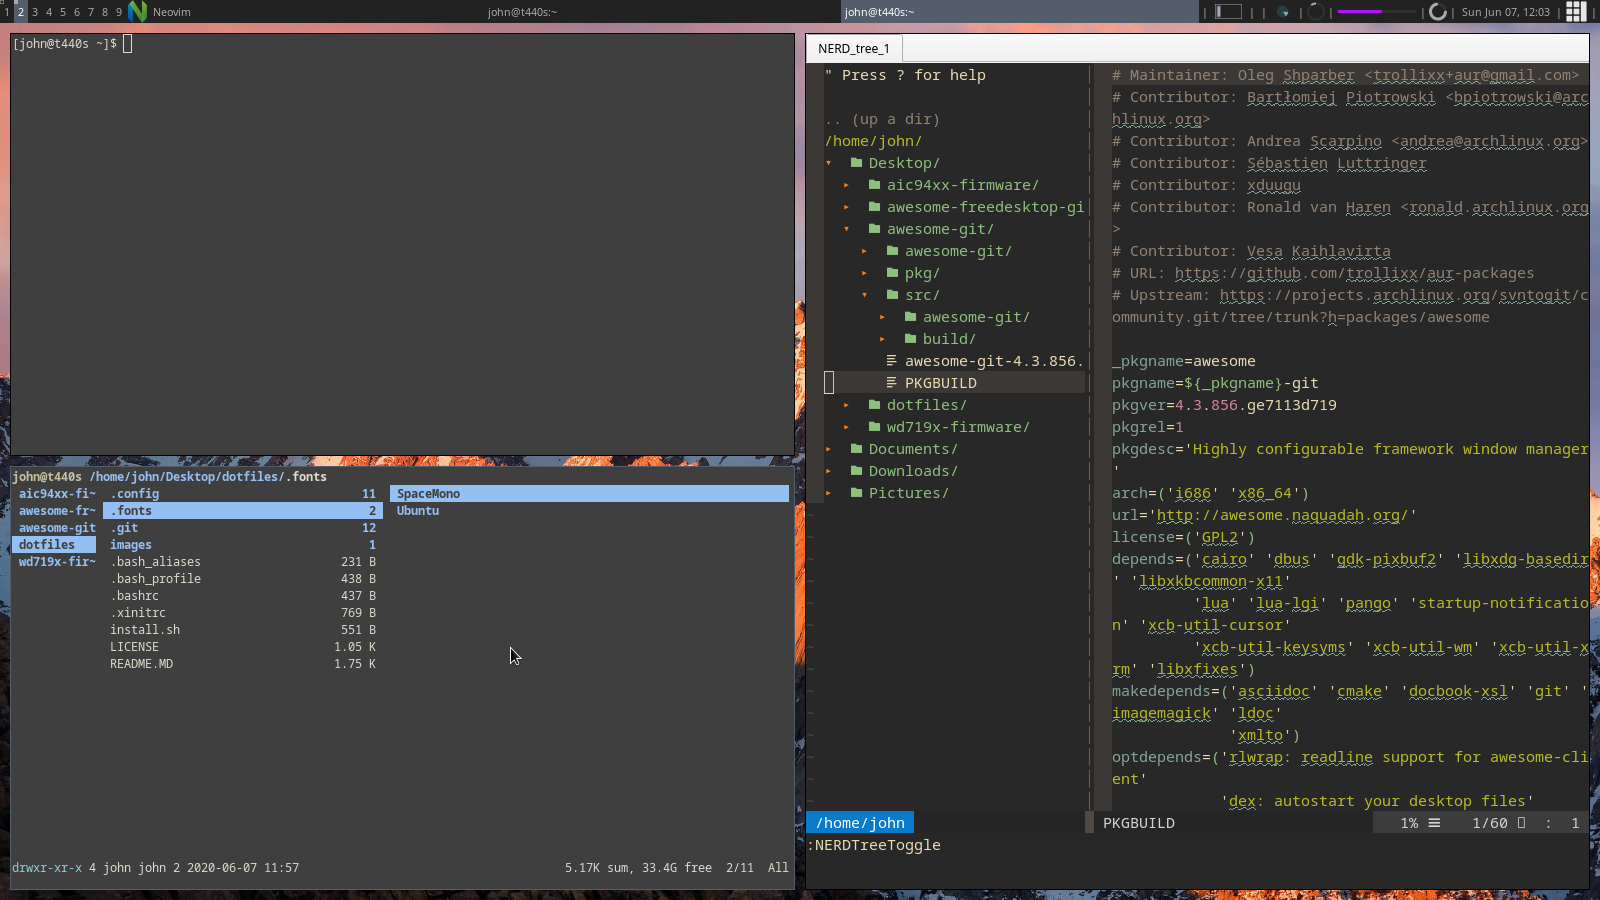 1 2 3 4 5 6 7 8 9 Neovim john@t440s:~ john@t440s:~ Sun Jun 07, 12:03
[john@t440s ~]$
john@t440s /home/john/Desktop/dotfiles/.fonts
aic94xx-fi~ .config 11 SpaceMono
awesome-fr~ .fonts 2 Ubuntu
awesome-git .git 12
dotfiles images 1
wd719x-fir~ .bash_aliases 231 B
.bash_profile 438 B
.bashrc 437 B
.xinitrc 769 B
install.sh 551 B
LICENSE 1.05 K
README.MD 1.75 K
drwxr-xr-x 4 john john 2 2020-06-07 11:57 5.17K sum, 33.4G free 2/11 All
NERD_tree_1
" Press ? for help
.. (up a dir)
/home/john/
Desktop/
aic94xx-firmware/
awesome-freedesktop-gi
awesome-git/
awesome-git/
pkg/
src/
awesome-git/
build/
awesome-git-4.3.856.
PKGBUILD
dotfiles/
wd719x-firmware/
Documents/
Downloads/
Pictures/
# Maintainer: Oleg Shparber <trollixx+aur@gmail.com>
# Contributor: Bartłomiej Piotrowski <bpiotrowski@arc
hlinux.org>
# Contributor: Andrea Scarpino <andrea@archlinux.org>
# Contributor: Sébastien Luttringer
# Contributor: xduugu
# Contributor: Ronald van Haren <ronald.archlinux.org
>
# Contributor: Vesa Kaihlavirta
# URL: https://github.com/trollixx/aur-packages
# Upstream: https://projects.archlinux.org/svntogit/c
ommunity.git/tree/trunk?h=packages/awesome
_pkgname=awesome
pkgname=${_pkgname}-git
pkgver=4.3.856.ge7113d719
pkgrel=1
pkgdesc='Highly configurable framework window manager
'
arch=('i686' 'x86_64')
url='http://awesome.naquadah.org/'
license=('GPL2')
depends=('cairo' 'dbus' 'gdk-pixbuf2' 'libxdg-basedir
' 'libxkbcommon-x11'
'lua' 'lua-lgi' 'pango' 'startup-notificatio
n' 'xcb-util-cursor'
'xcb-util-keysyms' 'xcb-util-wm' 'xcb-util-x
rm' 'libxfixes')
makedepends=('asciidoc' 'cmake' 'docbook-xsl' 'git' '
imagemagick' 'ldoc'
'xmlto')
optdepends=('rlwrap: readline support for awesome-cli
ent'
'dex: autostart your desktop files'
/home/john PKGBUILD 1% 1/60 : 1
:NERDTreeToggle